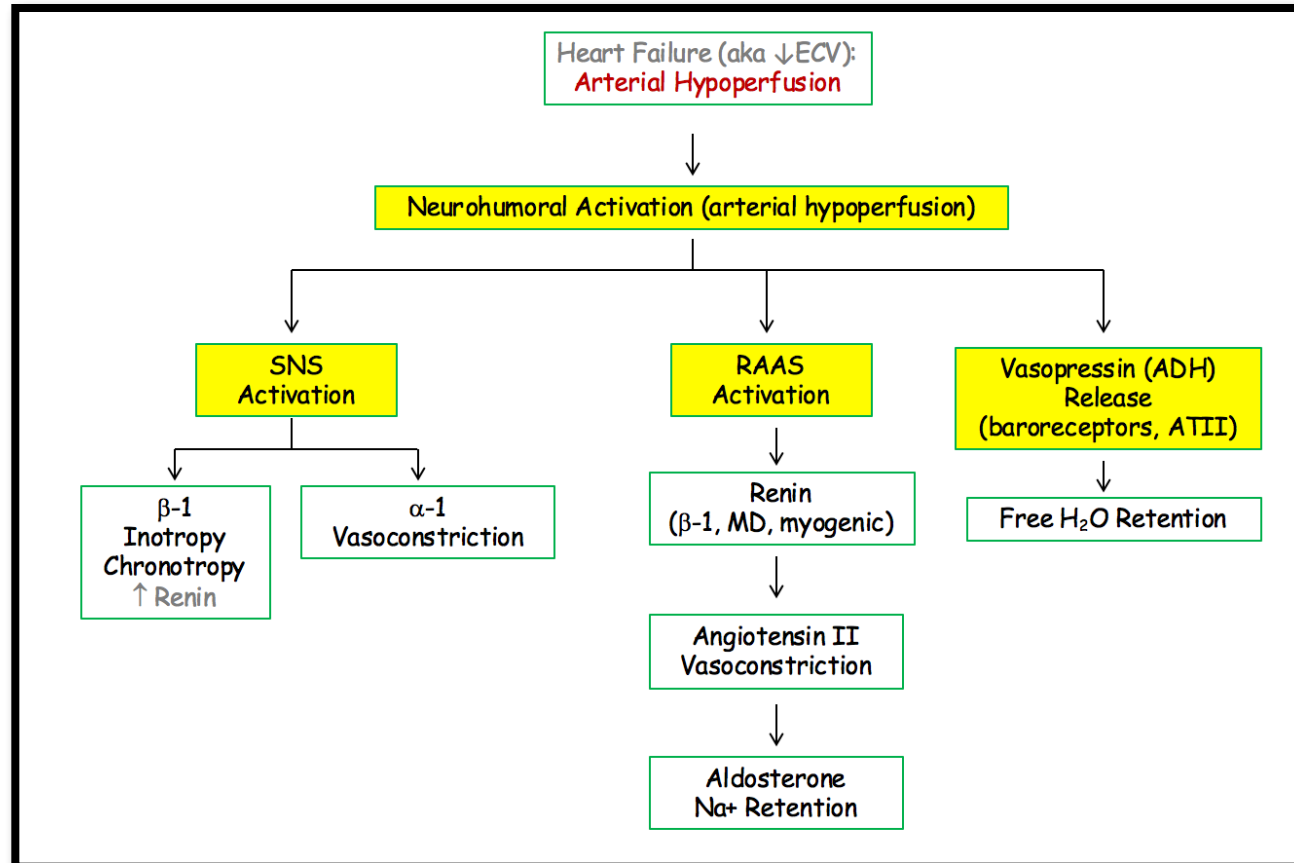 Heart Failure (aka ↓ECV):
Arterial Hypoperfusion
Neurohumoral Activation (arterial hypoperfusion)
SNS
Activation
RAAS
Activation
Vasopressin (ADH)
Release
(baroreceptors, ATII)
β-1
Inotropy
Chronotropy
↑ Renin
α-1
Vasoconstriction
Renin
(β-1, MD, myogenic)
Free H₂O Retention
Angiotensin II
Vasoconstriction
Aldosterone
Na+ Retention